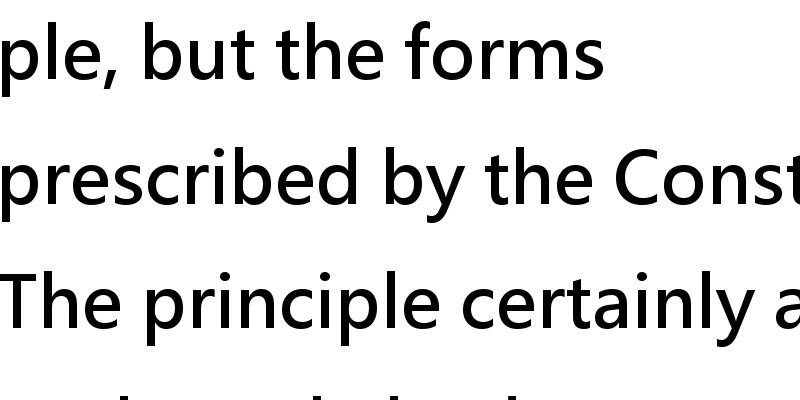 ple, but the forms
prescribed by the Const
The principle certainly a